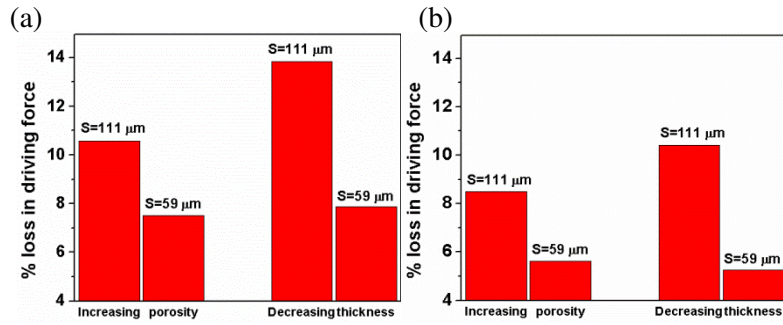 (a)
% loss in driving force
14
12
10
8
6
4
S=111 μm
S=59 μm
S=111 μm
S=59 μm
Increasing porosity
Decreasing thickness
(b)
% loss in driving force
14
12
10
8
6
4
S=111 μm
S=59 μm
S=111 μm
S=59 μm
Increasing porosity
Decreasing thickness